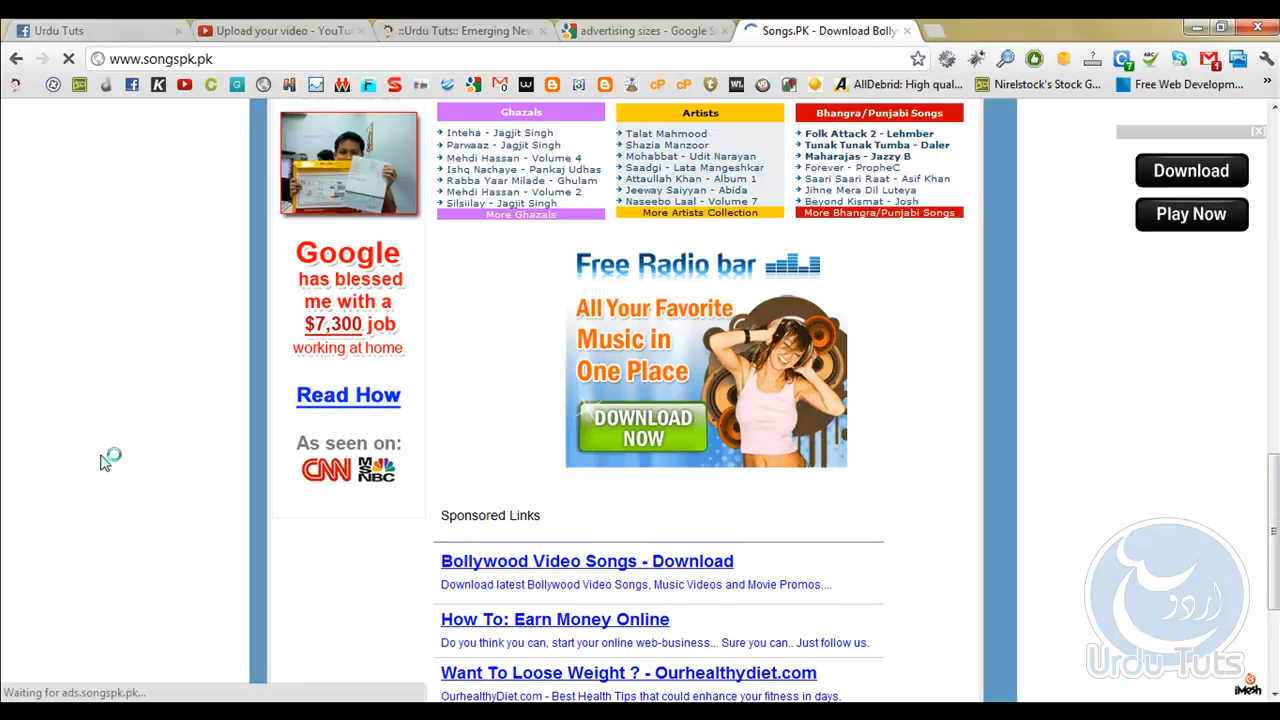 Urdu Tuts
Upload your video - YouTu
::Urdu Tuts:: Emerging New
advertising sizes - Google S
Songs.PK - Download Bolly
www.songspk.pk
AllDebrid: High qual...
Nirelstock's Stock G
Free Web Developm...
Ghazals
Inteha - Jagjit Singh
Parwaaz - Jagjit Singh
Mehdi Hassan - Volume 4
Ishq Nachaye - Pankaj Udhas
Rabba Yaar Milade - Ghulam
Mehdi Hassan - Volume 2
Silsiilay - Jagjit Singh
More Ghazals
Artists
Talat Mahmood
Shazia Manzoor
Mohabbat - Udit Narayan
Saadgi - Lata Mangeshkar
Attaullah Khan - Album 1
Jeeway Saiyyan - Abida
Naseebo Laal - Volume 7
More Artists Collection
Bhangra/Punjabi Songs
Folk Attack 2 - Lehmber
Tunak Tunak Tumba - Daler
Maharajas - Jazzy B
Forever - PropheC
Saari Saari Raat - Asif Khan
Jihne Mera Dil Luteya
Beyond Kismat - Josh
More Bhangra/Punjabi Songs
[X]
Download
Play Now
Google
has blessed
me with a
$7,300 job
working at home
Read How
As seen on:
CNN MSNBC
Free Radio bar
All Your Favorite
Music in
One Place
DOWNLOAD
NOW
Sponsored Links
Bollywood Video Songs - Download
Download latest Bollywood Video Songs, Music Videos and Movie Promos....
How To: Earn Money Online
Do you think you can, start your online web-business... Sure you can.. Just follow us.
Want To Loose Weight ? - Ourhealthydiet.com
OurhealthyDiet.com - Best Health Tips that could enhance your fitness in days.
Waiting for ads.songspk.pk...
اردو
Urdu Tuts
iMesh